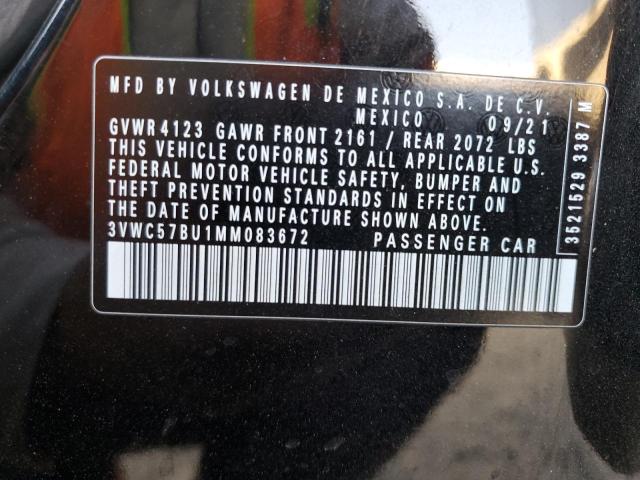 MFD BY VOLKSWAGEN DE MEXICO S.A. DE C.V.
MEXICO 09/21
GVWR 4123 GAWR FRONT 2161 / REAR 2072 LBS
THIS VEHICLE CONFORMS TO ALL APPLICABLE U.S.
FEDERAL MOTOR VEHICLE SAFETY, BUMPER AND
THEFT PREVENTION STANDARDS IN EFFECT ON
THE DATE OF MANUFACTURE SHOWN ABOVE.
3VWC57BU1MM083672 PASSENGER CAR
3521529 3387 M